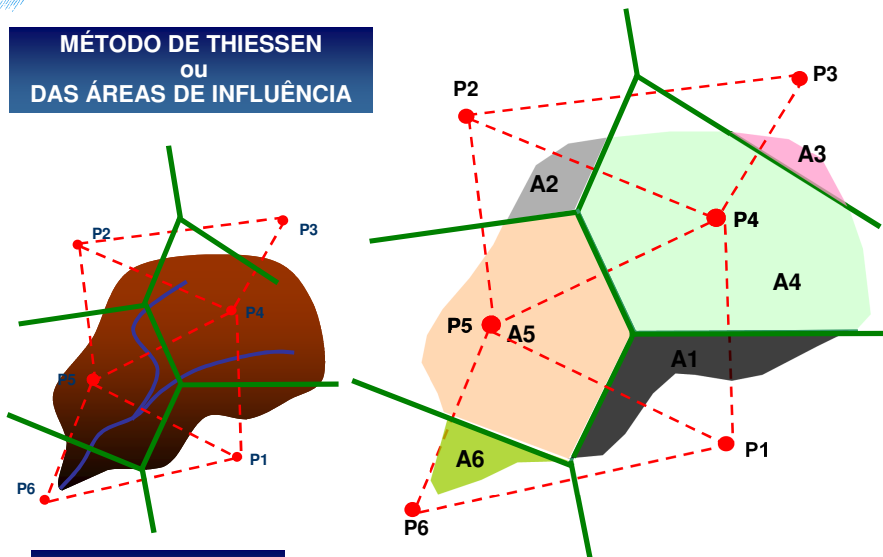 MÉTODO DE THIESSEN
ou
DAS ÁREAS DE INFLUÊNCIA
P2
P3
P4
P5
P1
P6
P2
P3
A2
A3
P4
A4
P5
A5
A1
P1
A6
P6